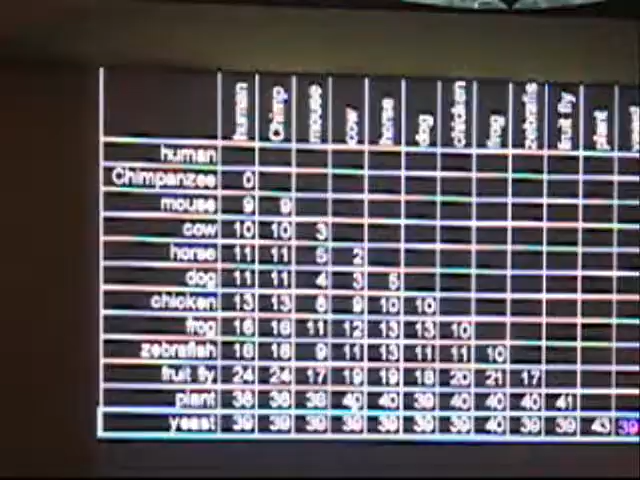 human Chimp mouse cow horse dog chicken frog zebrafis fruit fly plant
human
Chimpanzee 0
mouse 9 9
cow 10 10 3
horse 11 11 5 2
dog 11 11 4 3 5
chicken 13 13 8 9 10 10
frog 16 16 11 12 13 13 10
zebrafish 16 16 9 11 13 11 11 10
fruit fly 24 24 17 19 19 18 20 21 17
plant 38 38 38 40 40 39 40 40 40 41
yeast 39 39 39 39 39 39 39 40 39 39 43 39